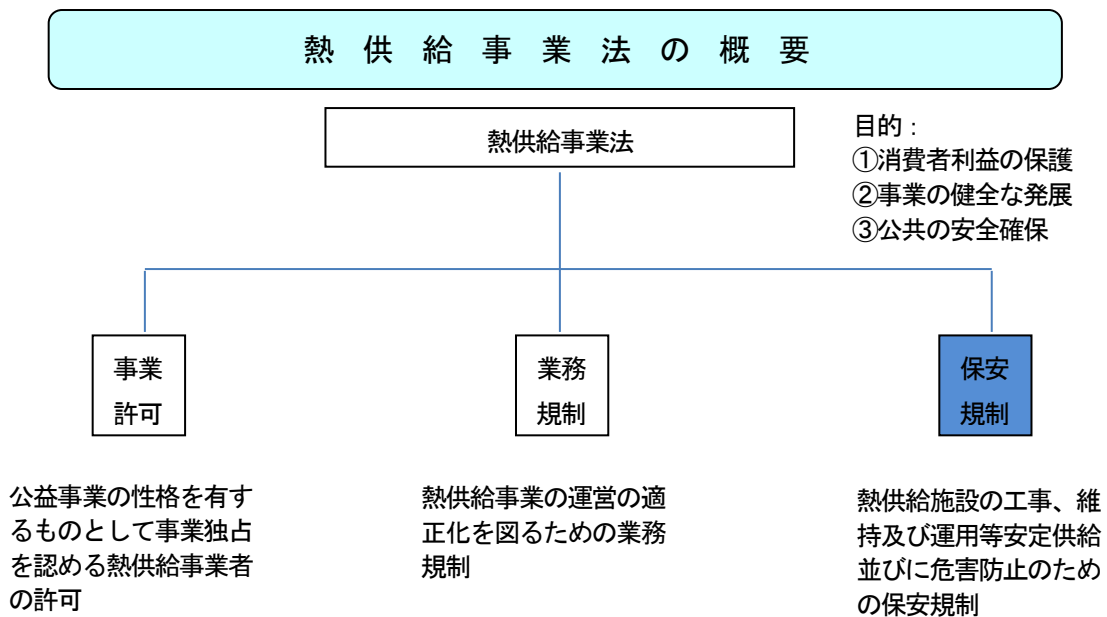 熱供給事業法の概要
熱供給事業法
目的：
①消費者利益の保護
②事業の健全な発展
③公共の安全確保
事業
許可
業務
規制
保安
規制
公益事業の性格を有す
るものとして事業独占
を認める熱供給事業者
の許可
熱供給事業の運営の適
正化を図るための業務
規制
熱供給施設の工事、維
持及び運用等安定供給
並びに危害防止のため
の保安規制